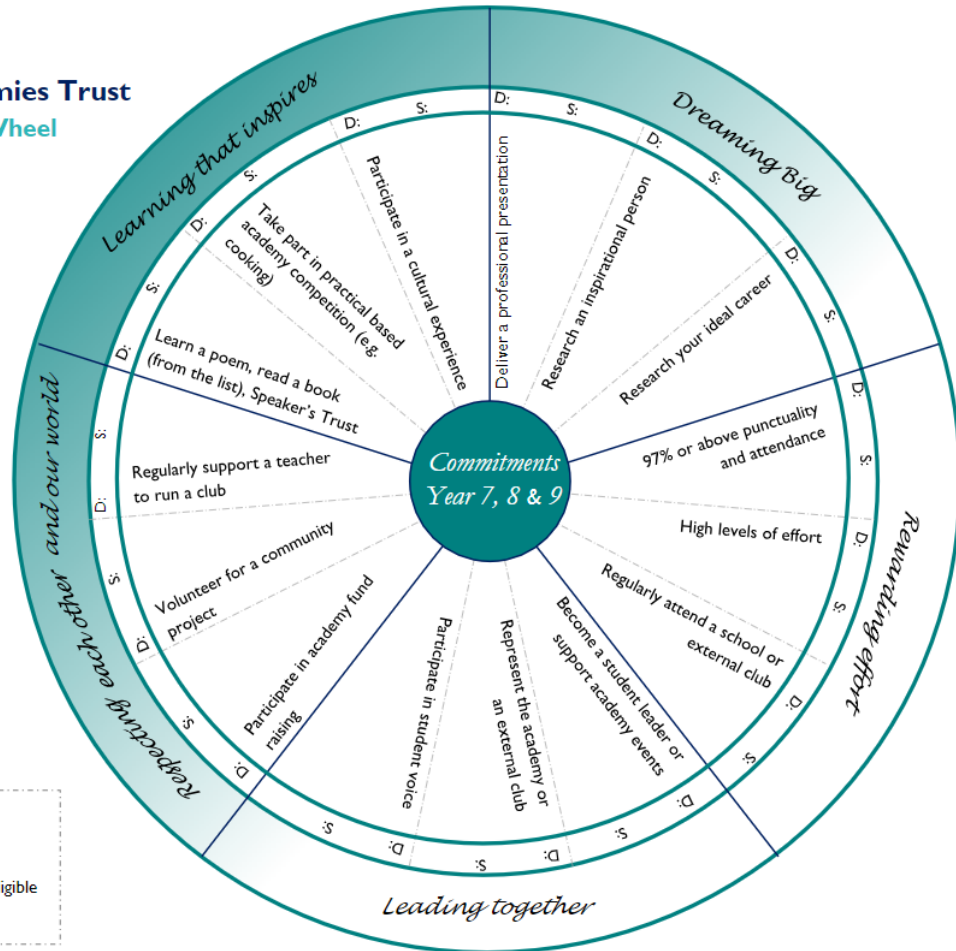 mies Trust
Wheel
Learning that inspires
Dreaming Big
Rewarding effort
Leading together
Respecting each other and our world
Commitments
Year 7, 8 & 9
D: S:
Deliver a professional presentation
D: S:
Research an inspirational person
D: S:
Research your ideal career
D: S:
97% or above punctuality
and attendance
D: S:
High levels of effort
D: S:
Regularly attend a school or
external club
D: S:
Become a student leader or
support academy events
D: S:
Represent the academy or
an external club
D: S:
Participate in student voice
D: S:
Participate in academy fund
raising
D: S:
Volunteer for a community
project
D: S:
Regularly support a teacher
to run a club
D: S:
Learn a poem, read a book
(from the list), Speaker's Trust
D: S:
Take part in practical based
academy competition (e.g.
cooking)
D: S:
Participate in a cultural experience
igible